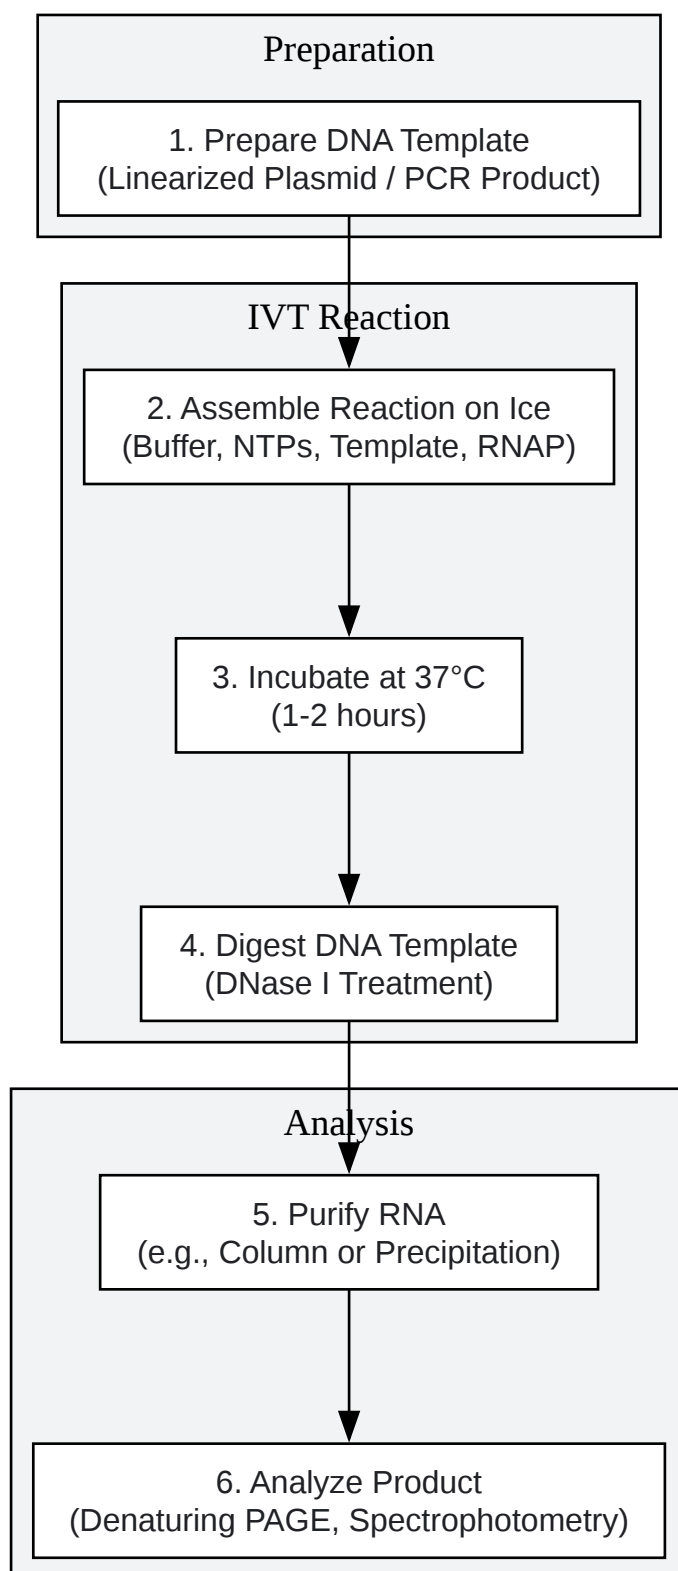 Preparation
1. Prepare DNA Template
(Linearized Plasmid / PCR Product)
IVT Reaction
2. Assemble Reaction on Ice
(Buffer, NTPs, Template, RNAP)
3. Incubate at 37°C
(1-2 hours)
4. Digest DNA Template
(DNase I Treatment)
Analysis
5. Purify RNA
(e.g., Column or Precipitation)
6. Analyze Product
(Denaturing PAGE, Spectrophotometry)